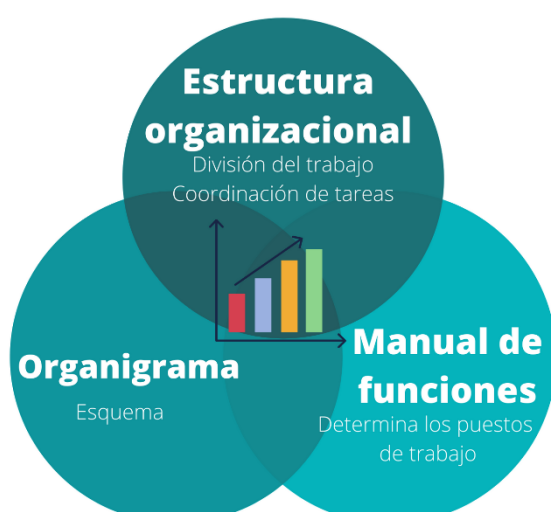 Estructura
organizacional
División del trabajo
Coordinación de tareas
Organigrama
Esquema
Manual de
funciones
Determina los puestos
de trabajo